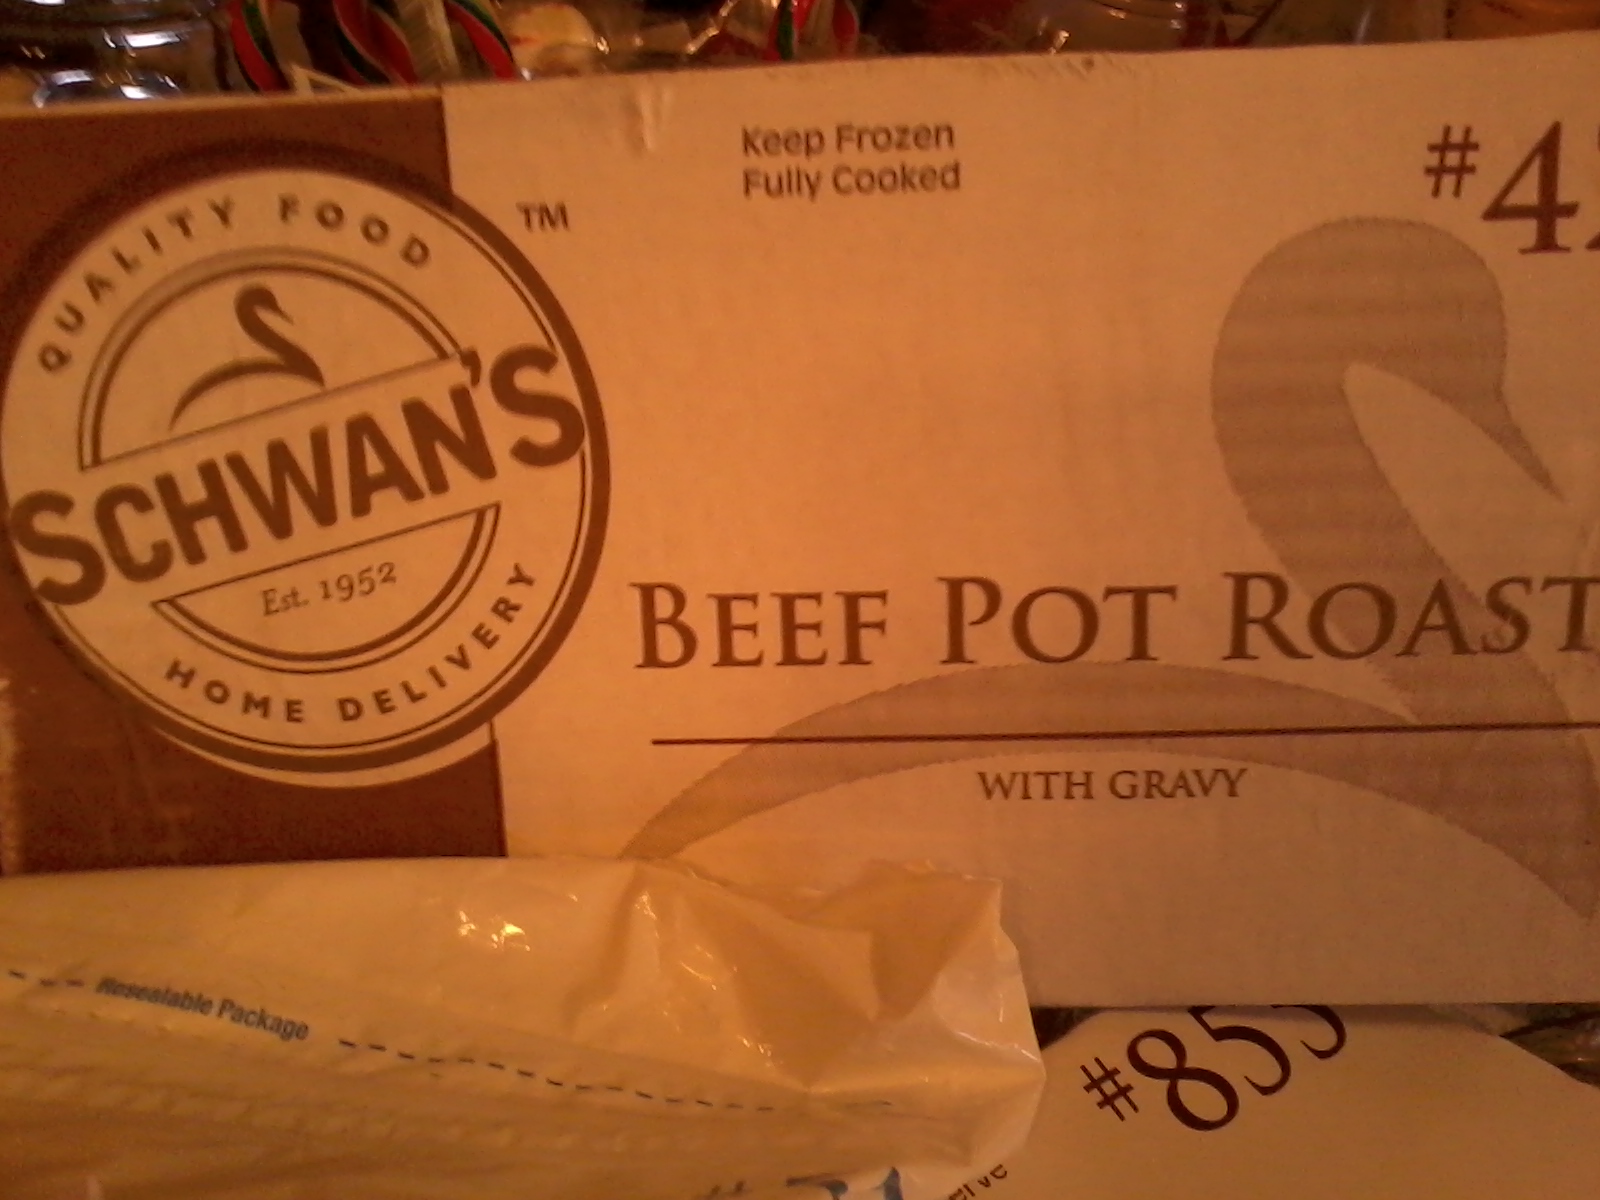 QUALITY FOOD
SCHWAN'S
Est. 1952
HOME DELIVERY
TM
Keep Frozen
Fully Cooked
BEEF POT ROAST
WITH GRAVY
Resealable Package
#855